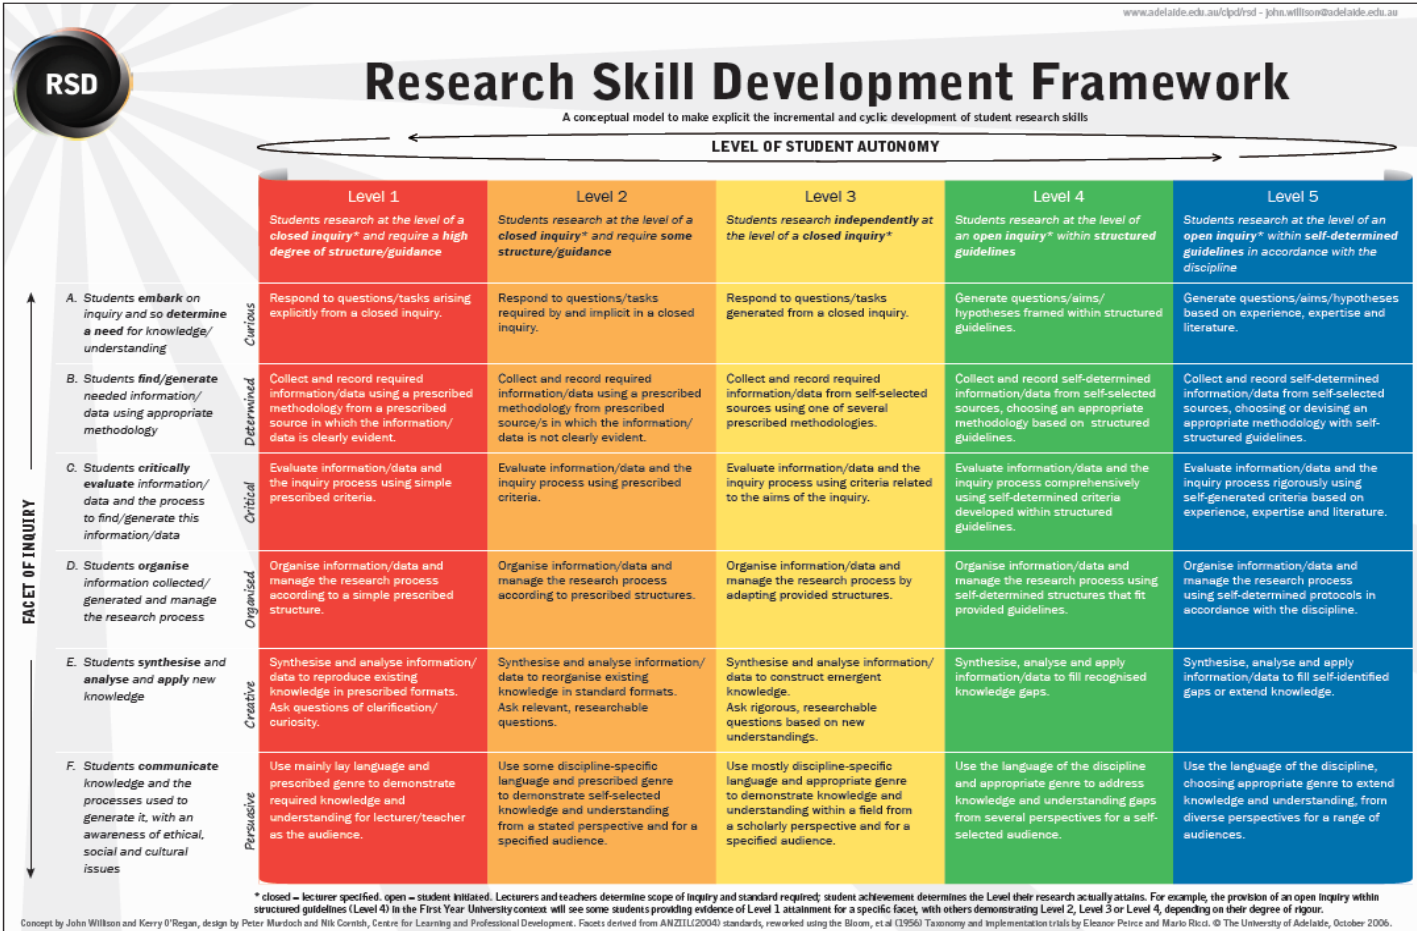 www.adelaide.edu.au/clpd/rsd - john.willison@adelaide.edu.au
RSD
Research Skill Development Framework
A conceptual model to make explicit the incremental and cyclic development of student research skills
LEVEL OF STUDENT AUTONOMY
Level 1
Students research at the level of a
closed inquiry* and require a high
degree of structure/guidance
Level 2
Students research at the level of a
closed inquiry* and require some
structure/guidance
Level 3
Students research independently at
the level of a closed inquiry*
Level 4
Students research at the level of
an open inquiry* within structured
guidelines
Level 5
Students research at the level of an
open inquiry* within self-determined
guidelines in accordance with the
discipline
FACET OF INQUIRY
A. Students embark on
inquiry and so determine
a need for knowledge/
understanding
Curious
Respond to questions/tasks arising
explicitly from a closed inquiry.
Respond to questions/tasks
required by and implicit in a closed
inquiry.
Respond to questions/tasks
generated from a closed inquiry.
Generate questions/aims/
hypotheses framed within structured
guidelines.
Generate questions/aims/hypotheses
based on experience, expertise and
literature.
B. Students find/generate
needed information/
data using appropriate
methodology
Determined
Collect and record required
information/data using a prescribed
methodology from a prescribed
source in which the information/
data is clearly evident.
Collect and record required
information/data using a prescribed
methodology from prescribed
source/s in which the information/
data is not clearly evident.
Collect and record required
information/data from self-selected
sources using one of several
prescribed methodologies.
Collect and record self-determined
information/data from self-selected
sources, choosing an appropriate
methodology based on structured
guidelines.
Collect and record self-determined
information/data from self-selected
sources, choosing or devising an
appropriate methodology with self-
structured guidelines.
C. Students critically
evaluate information/
data and the process
to find/generate this
information/data
Critical
Evaluate information/data and
the inquiry process using simple
prescribed criteria.
Evaluate information/data and the
inquiry process using prescribed
criteria.
Evaluate information/data and the
inquiry process using criteria related
to the aims of the inquiry.
Evaluate information/data and the
inquiry process comprehensively
using self-determined criteria
developed within structured
guidelines.
Evaluate information/data and the
inquiry process rigorously using
self-generated criteria based on
experience, expertise and literature.
D. Students organise
information collected/
generated and manage
the research process
Organised
Organise information/data and
manage the research process
according to a simple prescribed
structure.
Organise information/data and
manage the research process
according to prescribed structures.
Organise information/data and
manage the research process by
adapting provided structures.
Organise information/data and
manage the research process using
self-determined structures that fit
provided guidelines.
Organise information/data and
manage the research process
using self-determined protocols in
accordance with the discipline.
E. Students synthesise and
analyse and apply new
knowledge
Creative
Synthesise and analyse information/
data to reproduce existing
knowledge in prescribed formats.
Ask questions of clarification/
curiosity.
Synthesise and analyse information/
data to reorganise existing
knowledge in standard formats.
Ask relevant, researchable
questions.
Synthesise and analyse information/
data to construct emergent
knowledge.
Ask rigorous, researchable
questions based on new
understandings.
Synthesise, analyse and apply
information/data to fill recognised
knowledge gaps.
Synthesise, analyse and apply
information/data to fill self-identified
gaps or extend knowledge.
F. Students communicate
knowledge and the
processes used to
generate it, with an
awareness of ethical,
social and cultural
issues
Persuasive
Use mainly lay language and
prescribed genre to demonstrate
required knowledge and
understanding for lecturer/teacher
as the audience.
Use some discipline-specific
language and prescribed genre
to demonstrate self-selected
knowledge and understanding
from a stated perspective and for a
specified audience.
Use mostly discipline-specific
language and appropriate genre
to demonstrate knowledge and
understanding within a field from
a scholarly perspective and for a
specified audience.
Use the language of the discipline
and appropriate genre to address
knowledge and understanding gaps
from several perspectives for a self-
selected audience.
Use the language of the discipline,
choosing appropriate genre to extend
knowledge and understanding, from
diverse perspectives for a range of
audiences.
* closed = lecturer specified. open = student initiated. Lecturers and teachers determine scope of inquiry and standard required; student achievement determines the Level their research actually attains. For example, the provision of an open inquiry within
structured guidelines (Level 4) in the First Year University context will see some students providing evidence of Level 1 attainment for a specific facet, with others demonstrating Level 2, Level 3 or Level 4, depending on their degree of rigour.
Concept by John Willison and Kerry O'Regan, design by Peter Murdoch and Nik Cornish, Centre for Learning and Professional Development. Facets derived from ANZIIL(2004) standards, reworked using the Bloom, et al (1956) Taxonomy and implementation trials by Eleanor Peirce and Mario Ricci. © The University of Adelaide, October 2006.